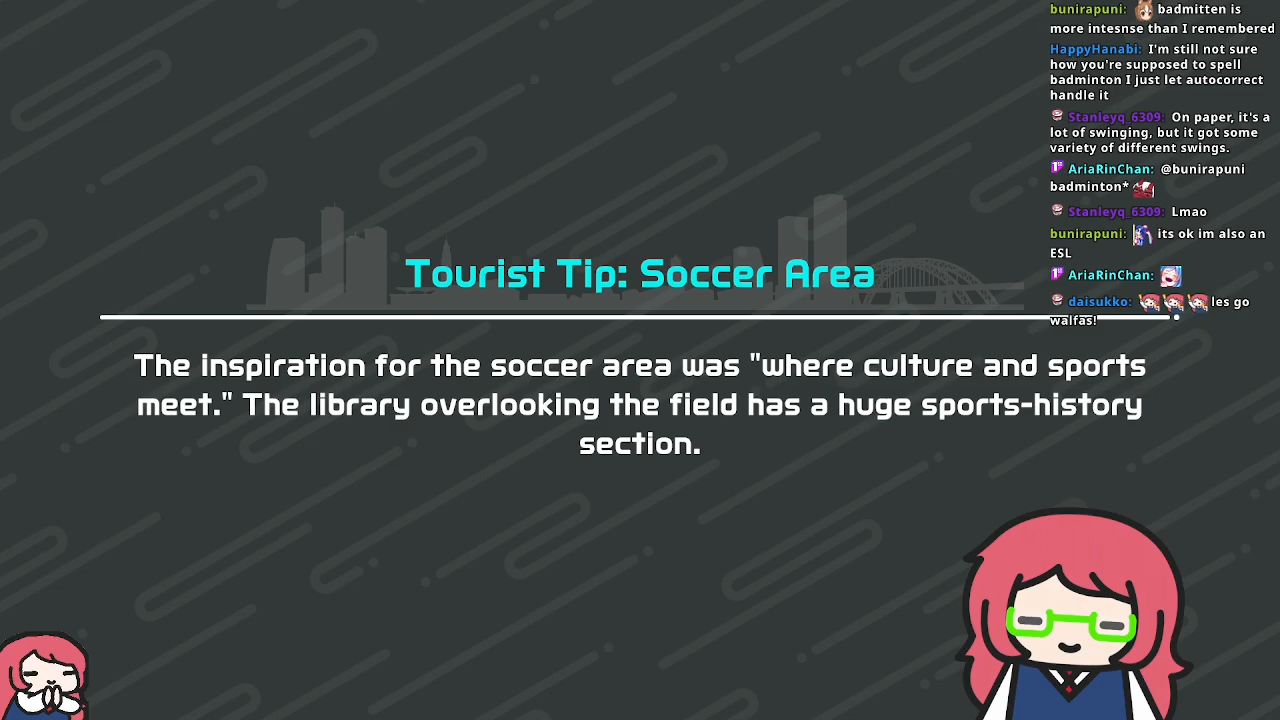 Tourist Tip: Soccer Area
The inspiration for the soccer area was "where culture and sports
meet." The library overlooking the field has a huge sports-history
section.
bunirapuni: badmitten is
more intesnse than I remembered
HappyHanabi: I'm still not sure
how you're supposed to spell
badminton I just let autocorrect
handle it
Stanleyq_6309: On paper, it's a
lot of swinging, but it got some
variety of different swings.
AriaRinChan: @bunirapuni
badminton*
Stanleyq_6309: Lmao
bunirapuni: its ok im also an
ESL
AriaRinChan:
daisukko: les go
walfas!